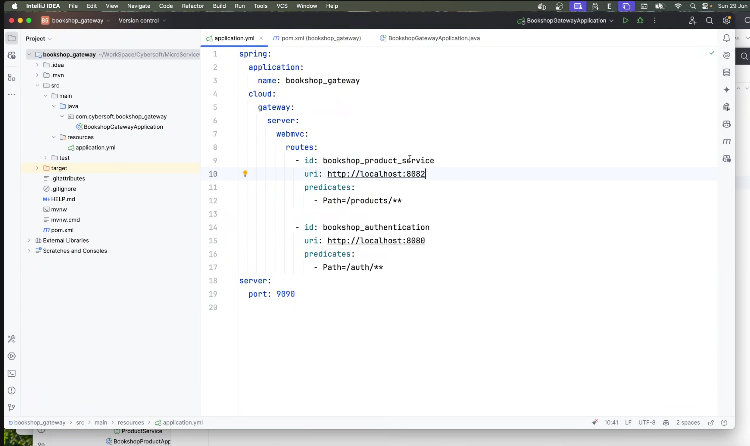 IntelliJ IDEA File Edit View Navigate Code Refactor Build Run Tools VCS Window Help Sun 29 Jun
BG bookshop_gateway Version control BookshopGatewayApplication
Project
application.yml
pom.xml (bookshop_gateway)
BookshopGatewayApplication.java
bookshop_gateway ~/WorkSpace/Cybersoft/MicroService
.idea
.mvn
src
main
java
com.cybersoft.bookshop_gateway
BookshopGatewayApplication
resources
application.yml
test
target
.gitattributes
.gitignore
HELP.md
mvnw
mvnw.cmd
pom.xml
External Libraries
Scratches and Consoles
1 spring:
2 application:
3 name: bookshop_gateway
4 cloud:
5 gateway:
6 server:
7 webmvc:
8 routes:
9 - id: bookshop_product_service
10 uri: http://localhost:8082
11 predicates:
12 - Path=/products/**
13
14 - id: bookshop_authentication
15 uri: http://localhost:8080
16 predicates:
17 - Path=/auth/**
18 server:
19 port: 9090
20
bookshop_gateway > src > main > resources > application.yml 10:41 LF UTF-8 2 spaces
ProductService
BookshopProductApp